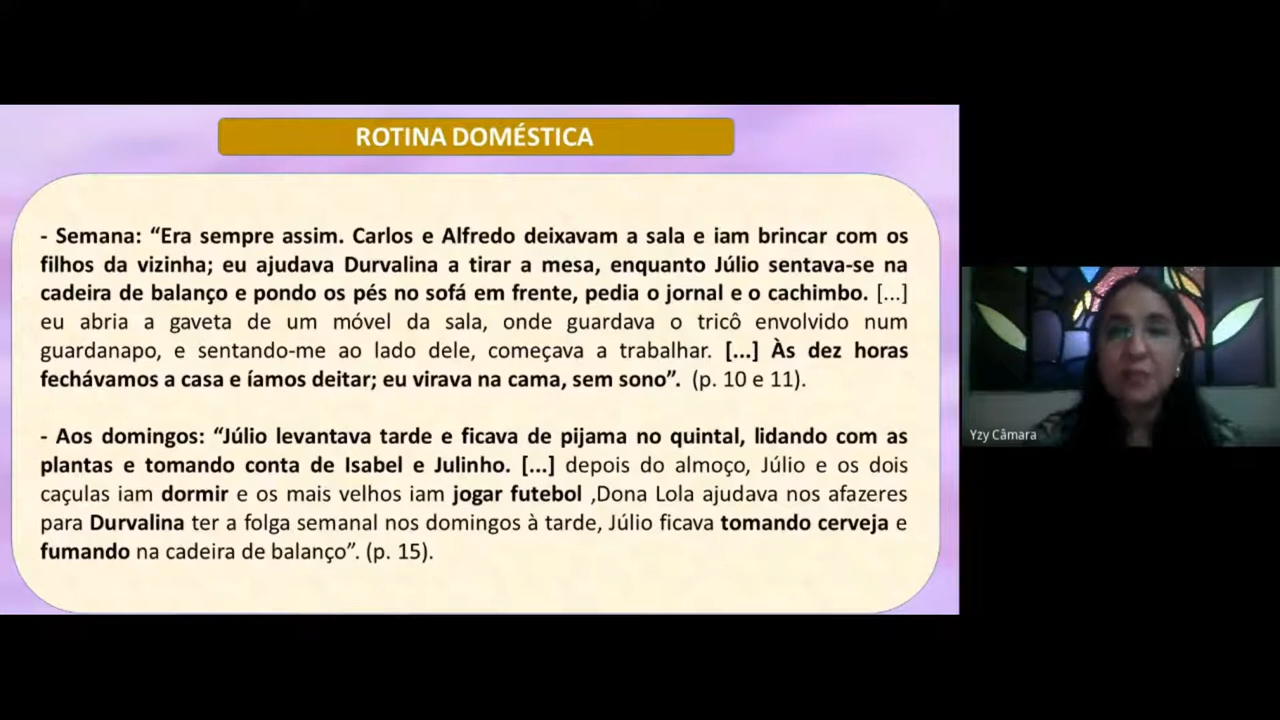 ROTINA DOMÉSTICA
- Semana: “Era sempre assim. Carlos e Alfredo deixavam a sala e iam brincar com os
filhos da vizinha; eu ajudava Durvalina a tirar a mesa, enquanto Júlio sentava-se na
cadeira de balanço e pondo os pés no sofá em frente, pedia o jornal e o cachimbo. [...]
eu abria a gaveta de um móvel da sala, onde guardava o tricô envolvido num
guardanapo, e sentando-me ao lado dele, começava a trabalhar. [...] Às dez horas
fechávamos a casa e íamos deitar; eu virava na cama, sem sono”. (p. 10 e 11).
- Aos domingos: “Júlio levantava tarde e ficava de pijama no quintal, lidando com as
plantas e tomando conta de Isabel e Julinho. [...] depois do almoço, Júlio e os dois
caçulas iam dormir e os mais velhos iam jogar futebol ,Dona Lola ajudava nos afazeres
para Durvalina ter a folga semanal nos domingos à tarde, Júlio ficava tomando cerveja e
fumando na cadeira de balanço”. (p. 15).
Yzy Câmara